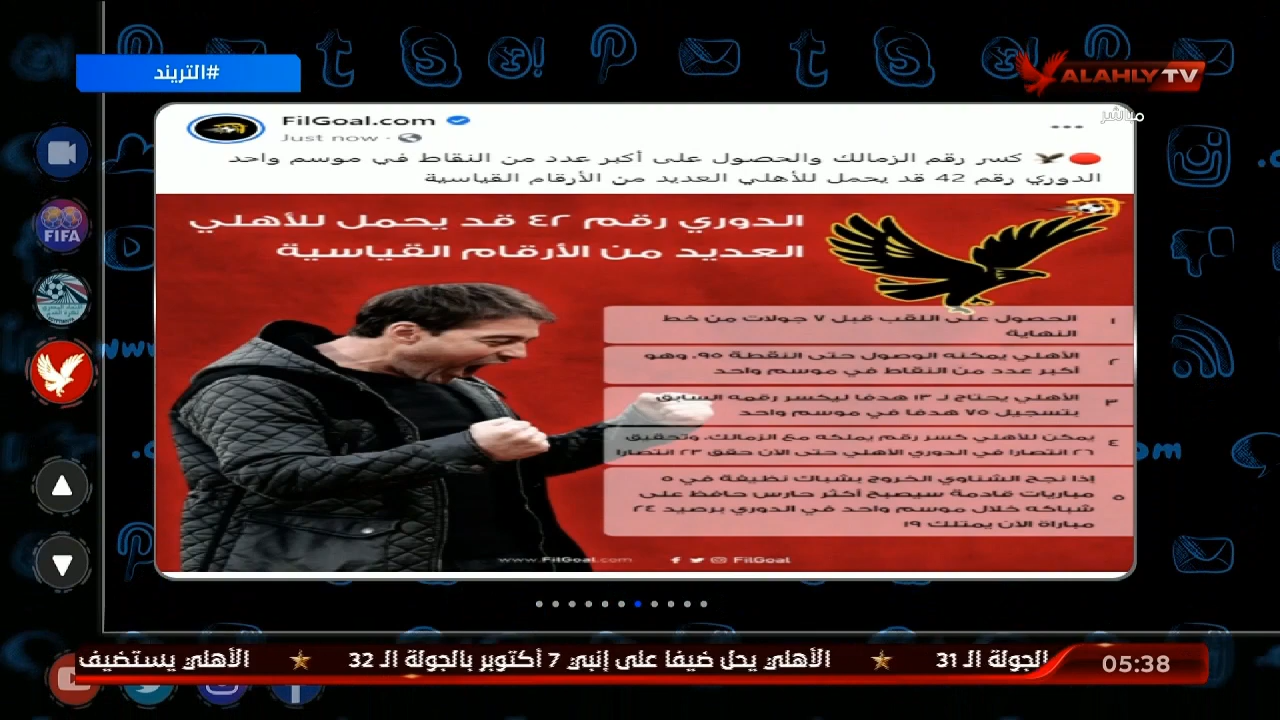 #التريند
ALAHLY TV
مباشر
FilGoal.com
Just now
كسر رقم الزمالك والحصول على أكبر عدد من النقاط في موسم واحد
الدوري رقم 42 قد يحمل للأهلي العديد من الأرقام القياسية
الدوري رقم ٤٢ قد يحمل للأهلي
العديد من الأرقام القياسية
١ الحصول على اللقب قبل ٧ جولات من خط
النهاية
٢ الأهلي يمكنه الوصول حتى النقطة ٩٥، وهو
أكبر عدد من النقاط في موسم واحد
٣ الأهلي يحتاج لـ ١٣ هدفا ليكسر رقمه السابق
بتسجيل ٧٥ هدفا في موسم واحد
٤ يمكن للأهلي كسر رقم يملكه مع الزمالك، وتحقيق
٢٦ انتصارا في الدوري الأهلي حتى الآن حقق ٢٣ انتصارا
٥ إذا نجح الشناوي الخروج بشباك نظيفة في ٥
مباريات قادمة سيصبح أكثر حارس حافظ على
شباكه خلال موسم واحد في الدوري برصيد ٢٤
مباراة الآن يمتلك ١٩
www.FilGoal.com
FilGoal
FIFA
الجولة الـ 31 الأهلي يحل ضيفا على إنبي 7 أكتوبر بالجولة الـ 32 الأهلي يستضيف
05:38